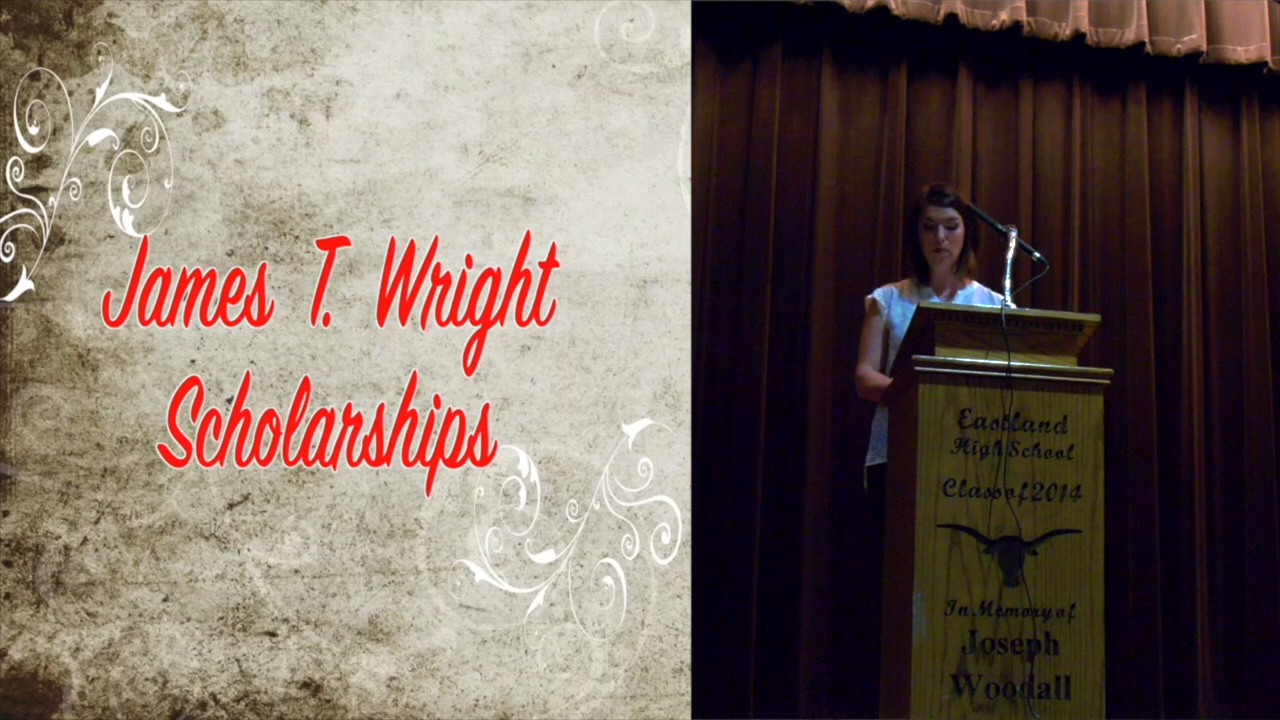 James T. Wright
Scholarships
Eastland
High School
Class of 2014
In Memory of
Joseph
Woodall